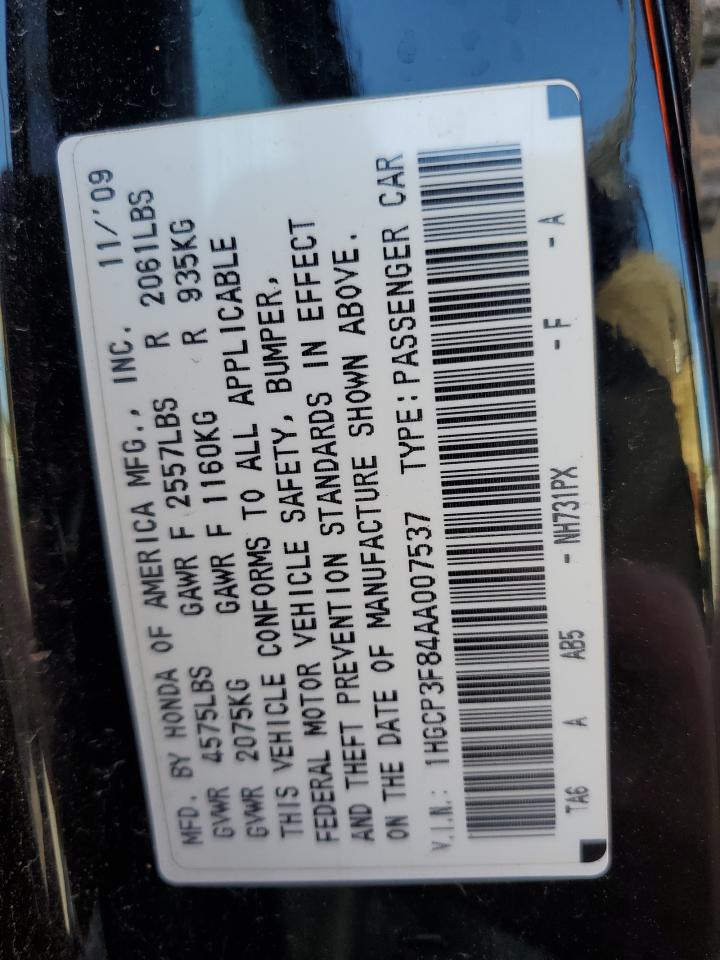 MFD. BY HONDA OF AMERICA MFG., INC. 11/'09
GVWR 4575LBS GAWR F 2557LBS R 2061LBS
GVWR 2075KG GAWR F 1160KG R 935KG
THIS VEHICLE CONFORMS TO ALL APPLICABLE
FEDERAL MOTOR VEHICLE SAFETY, BUMPER,
AND THEFT PREVENTION STANDARDS IN EFFECT
ON THE DATE OF MANUFACTURE SHOWN ABOVE.
V.I.N.: 1HGCP3F84AA007537 TYPE:PASSENGER CAR
TA6 A AB5 - NH731PX - F - A